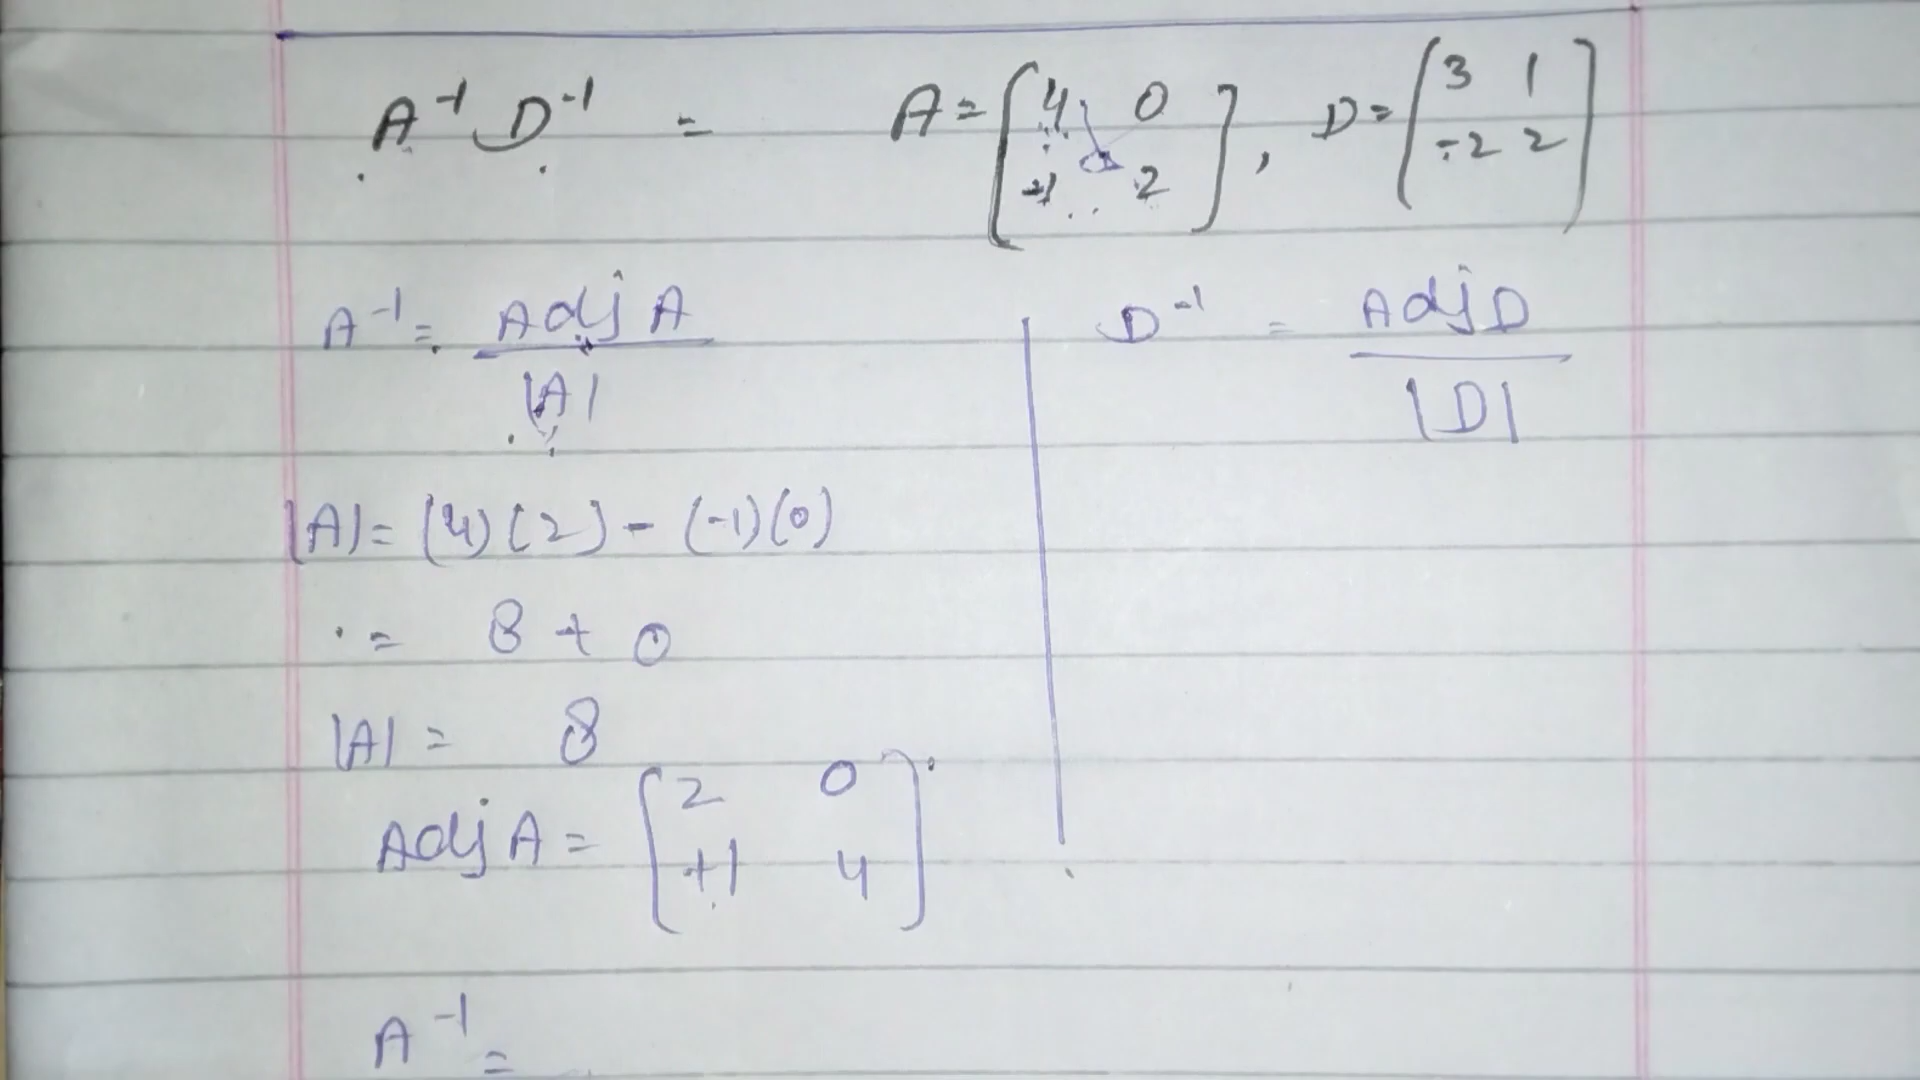 A⁻¹ D⁻¹ = A = [4 0
-1 2], D = [3 1
-2 2]
A⁻¹ = Adj A / |A|
|A| = (4)(2) - (-1)(0)
= 8 + 0
|A| = 8
Adj A = [2 0
+1 4]
A⁻¹ =
D⁻¹ = Adj D / |D|